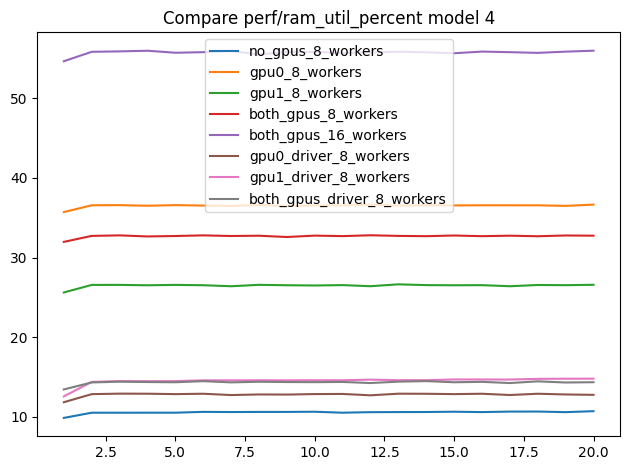 Compare perf/ram_util_percent model 4
no_gpus_8_workers
gpu0_8_workers
gpu1_8_workers
both_gpus_8_workers
both_gpus_16_workers
gpu0_driver_8_workers
gpu1_driver_8_workers
both_gpus_driver_8_workers
50
40
30
20
10
2.5 5.0 7.5 10.0 12.5 15.0 17.5 20.0